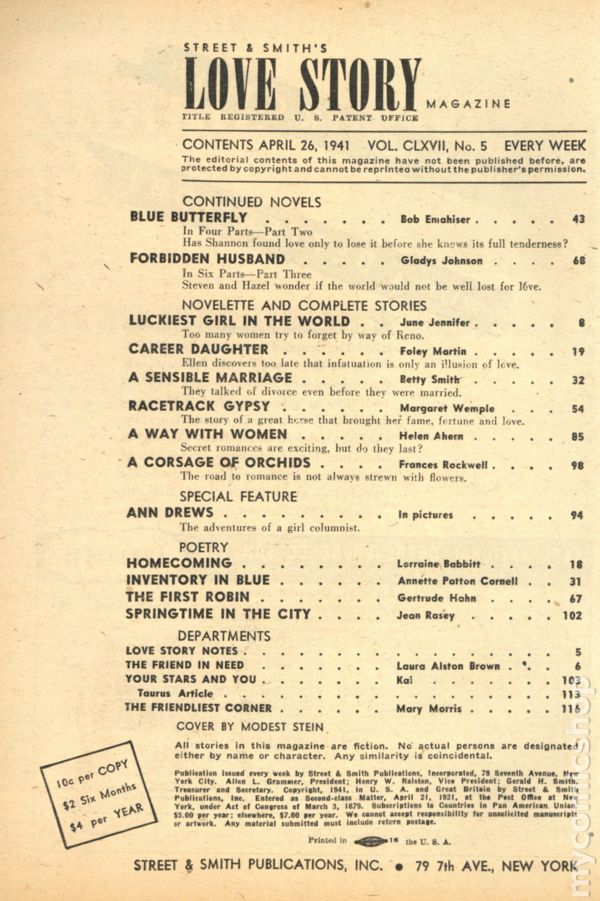 STREET & SMITH'S
LOVE STORY MAGAZINE
TITLE REGISTERED U. S. PATENT OFFICE
CONTENTS APRIL 26, 1941 VOL. CLXVII, No. 5 EVERY WEEK
The editorial contents of this magazine have not been published before, are
protected by copyright and cannot be reprinted without the publisher's permission.
CONTINUED NOVELS
BLUE BUTTERFLY . . . . . . . Bob Emahiser . . . . . 43
In Four Parts—Part Two
Has Shannon found love only to lose it before she knows its full tenderness?
FORBIDDEN HUSBAND . . . . . Gladys Johnson . . . . 68
In Six Parts—Part Three
Steven and Hazel wonder if the world would not be well lost for love.
NOVELETTE AND COMPLETE STORIES
LUCKIEST GIRL IN THE WORLD . . June Jennifer . . . . . 8
Too many women try to forget by way of Reno.
CAREER DAUGHTER . . . . . . Foley Martin . . . . . 19
Ellen discovers too late that infatuation is only an illusion of love.
A SENSIBLE MARRIAGE . . . . . Betty Smith . . . . . 32
They talked of divorce even before they were married.
RACETRACK GYPSY . . . . . . Margaret Wemple . . . . 54
The story of a great horse that brought her fame, fortune and love.
A WAY WITH WOMEN . . . . . Helen Ahern . . . . . 85
Secret romances are exciting, but do they last?
A CORSAGE OF ORCHIDS . . . . Frances Rockwell . . . . 98
The road to romance is not always strewn with flowers.
SPECIAL FEATURE
ANN DREWS . . . . . . . . In pictures . . . . . 94
The adventures of a girl columnist.
POETRY
HOMECOMING . . . . . . . Lorraine Babbitt . . . . 18
INVENTORY IN BLUE . . . . . . Annette Patton Cornell . . 31
THE FIRST ROBIN . . . . . . Gertrude Hahn . . . . 67
SPRINGTIME IN THE CITY . . . . Jean Rasey . . . . . 102
DEPARTMENTS
LOVE STORY NOTES . . . . . . . . . . . . . . . 5
THE FRIEND IN NEED . . . . . . Laura Alston Brown . . . 6
YOUR STARS AND YOU . . . . . . Kai . . . . . . . 103
Taurus Article . . . . . . . . . . . . . . . 113
THE FRIENDLIEST CORNER . . . . . Mary Morris . . . . 116
COVER BY MODEST STEIN
All stories in this magazine are fiction. No actual persons are designated
either by name or character. Any similarity is coincidental.
10c per COPY
$2 Six Months
$4 per YEAR
Publication issued every week by Street & Smith Publications, Incorporated, 79 Seventh Avenue, New
York City. Allen L. Grammer, President; Henry W. Ralston, Vice President; Gerald H. Smith,
Treasurer and Secretary. Copyright, 1941, in U. S. A. and Great Britain by Street & Smith
Publications, Inc. Entered as Second-class Matter, April 21, 1921, at the Post Office at New
York, under Act of Congress of March 3, 1879. Subscriptions to Countries in Pan American Union,
$5.00 per year; elsewhere, $7.00 per year. We cannot accept responsibility for unsolicited manuscripts
or artwork. Any material submitted must include return postage.
Printed in 16 the U. S. A.
STREET & SMITH PUBLICATIONS, INC. • 79 7th AVE., NEW YORK
mycomicshop